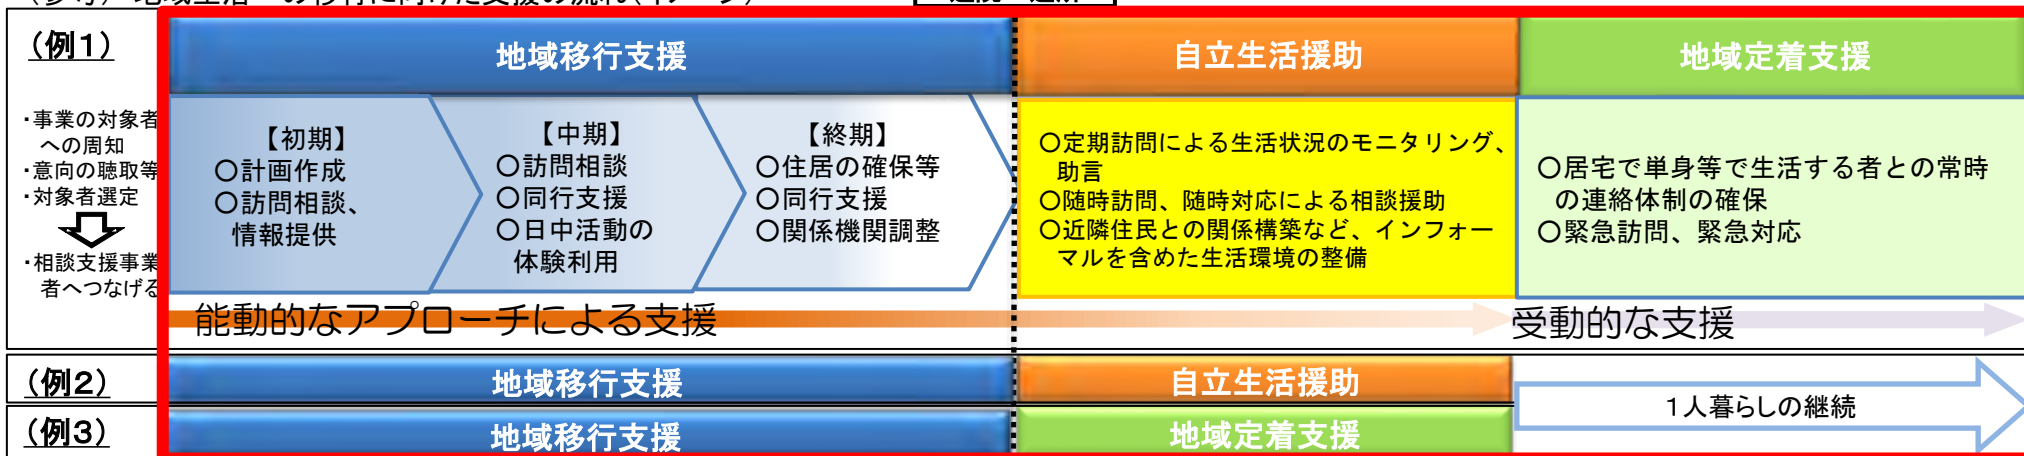 （例1）
・事業の対象者
への周知
・意向の聴取等
・対象者選定
・相談支援事業
者へつなげる
地域移行支援
自立生活援助
地域定着支援
【初期】
〇計画作成
〇訪問相談、
情報提供
【中期】
〇訪問相談
〇同行支援
〇日中活動の
体験利用
【終期】
〇住居の確保等
〇同行支援
〇関係機関調整
〇定期訪問による生活状況のモニタリング、
助言
〇随時訪問、随時対応による相談援助
〇近隣住民との関係構築など、インフォー
マルを含めた生活環境の整備
〇居宅で単身等で生活する者との常時
の連絡体制の確保
〇緊急訪問、緊急対応
能動的なアプローチによる支援
受動的な支援
（例2）
地域移行支援
自立生活援助
1人暮らしの継続
（例3）
地域移行支援
地域定着支援